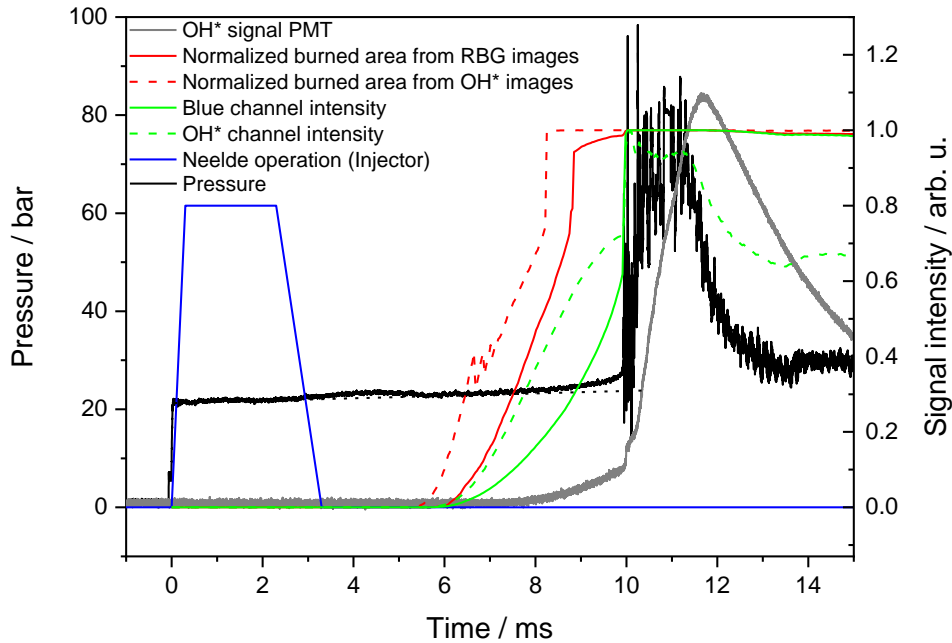 OH* signal PMT
Normalized burned area from RBG images
Normalized burned area from OH* images
Blue channel intensity
OH* channel intensity
Neelde operation (Injector)
Pressure
100
80
60
40
20
0
Pressure / bar
1.2
1.0
0.8
0.6
0.4
0.2
0.0
Signal intensity / arb. u.
0 2 4 6 8 10 12 14
Time / ms